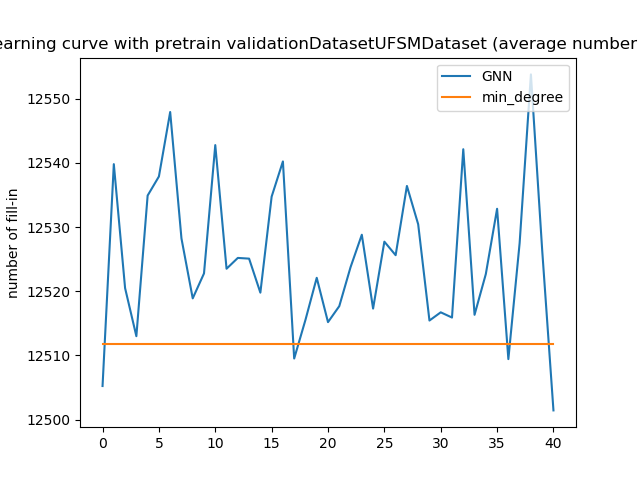 earning curve with pretrain validationDatasetUFSMDataset (average number
GNN
min_degree
number of fill-in
12550
12540
12530
12520
12510
12500
0 5 10 15 20 25 30 35 40